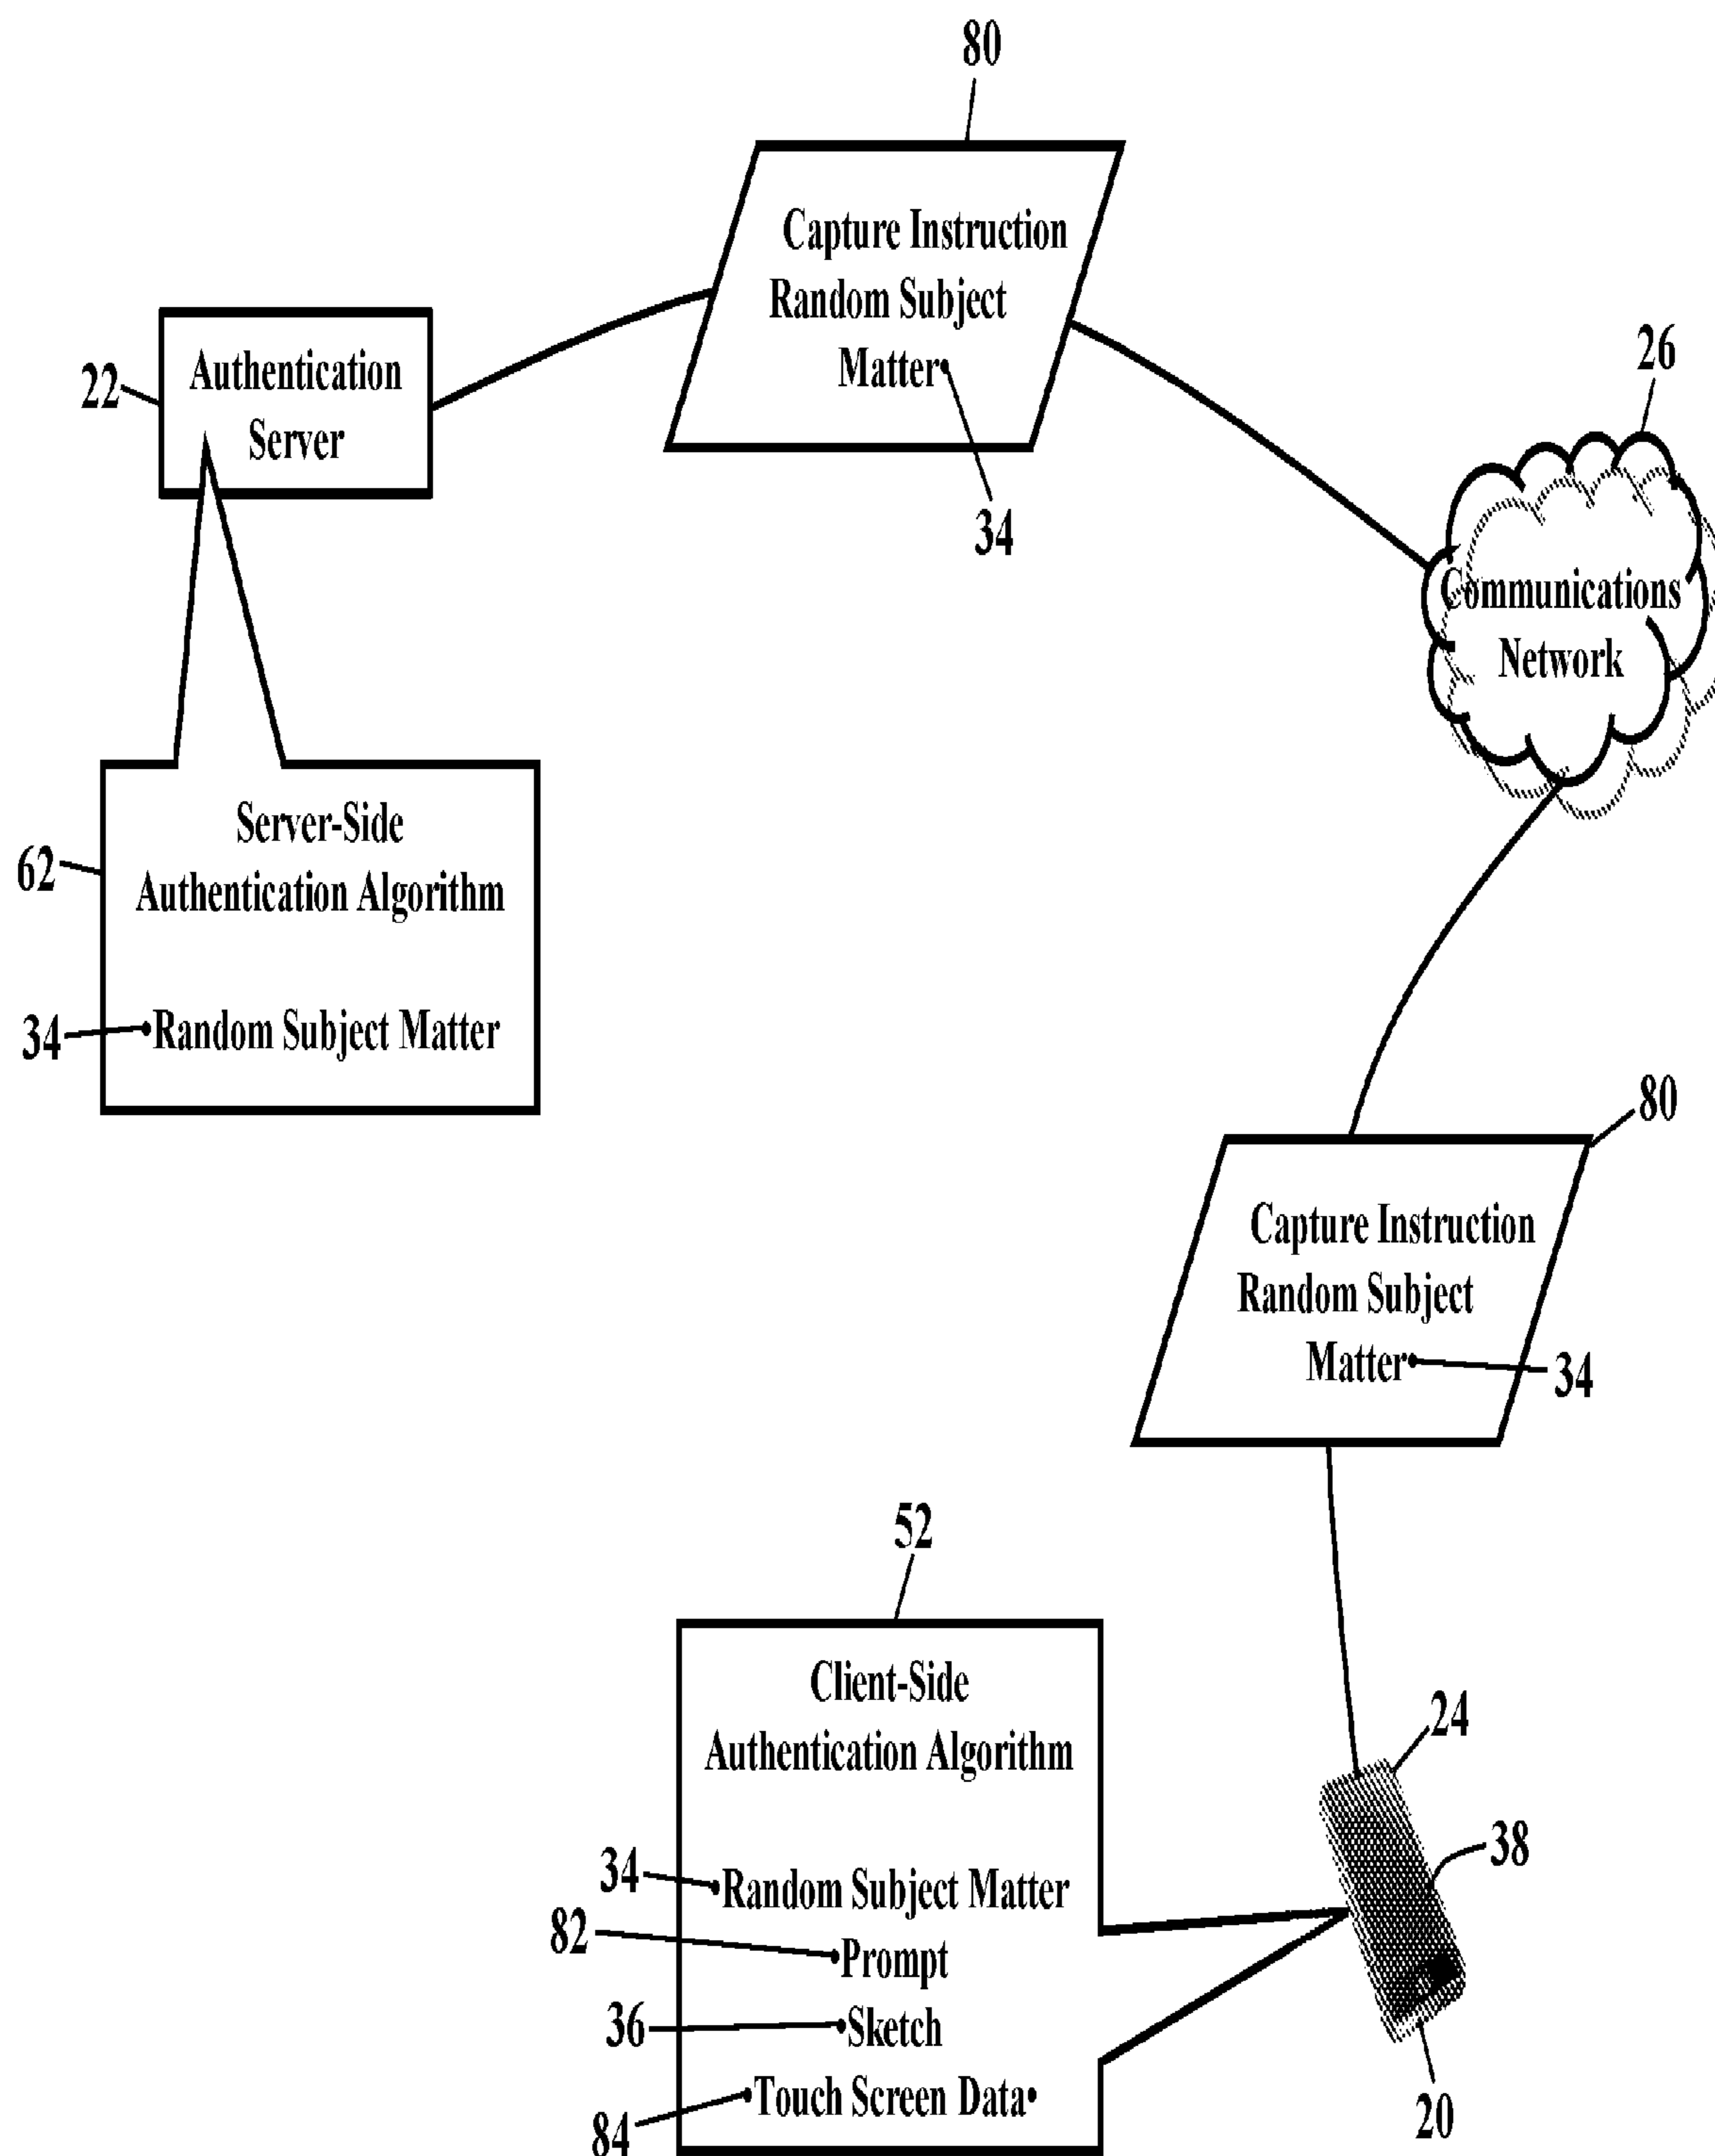 80
Capture Instruction
Random Subject
Matter
34
22
Authentication
Server
26
Communications
Network
62
Server-Side
Authentication Algorithm
34
•Random Subject Matter
80
Capture Instruction
Random Subject
Matter•
34
52
Client-Side
Authentication Algorithm
24
38
34
•Random Subject Matter
82
•Prompt
36
•Sketch
84
•Touch Screen Data•
20